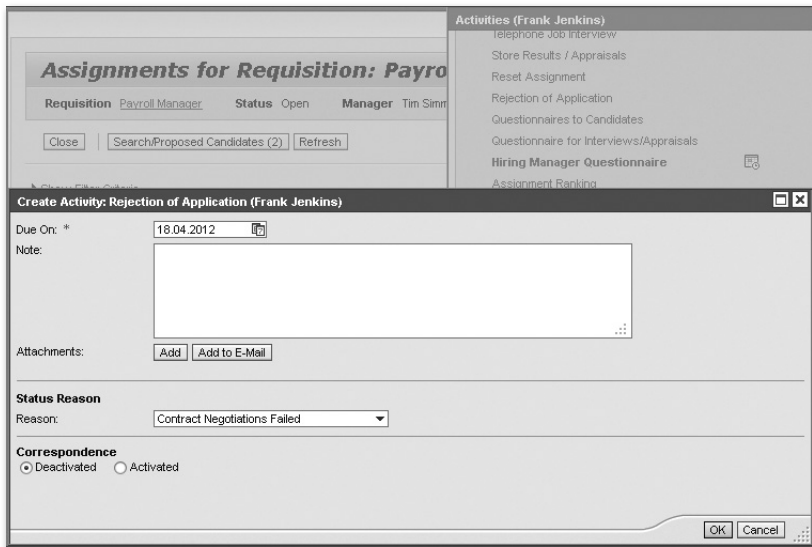 Activities (Frank Jenkins)
Telephone Job Interview
Store Results / Appraisals
Reset Assignment
Rejection of Application
Questionnaires to Candidates
Questionnaire for Interviews/Appraisals
Hiring Manager Questionnaire
Assignment Ranking
Assignments for Requisition: Payro
Requisition Payroll Manager Status Open Manager Tim Simm
Close Search/Proposed Candidates (2) Refresh
Show Filter Criteria
Create Activity: Rejection of Application (Frank Jenkins)
Due On: * 18.04.2012
Note:
Attachments: Add Add to E-Mail
Status Reason
Reason: Contract Negotiations Failed
Correspondence
Deactivated Activated
OK Cancel